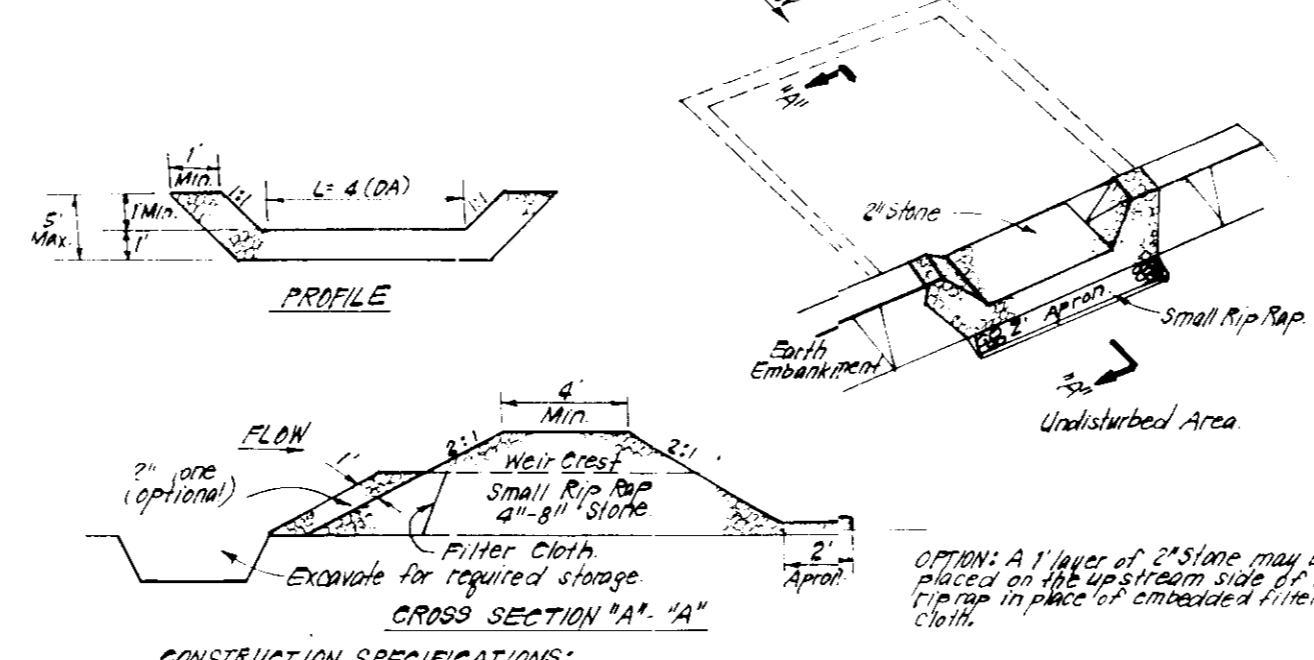 1'
Min.
1:1
L = 4 (DA)
1:1
5'
MAX.
1' Min.
1'
PROFILE
"A"
2" Stone
2' Apron.
Small Rip Rap.
Earth
Embankment
"A"
Undisturbed Area.
4'
Min.
FLOW
2:1
2:1
1'
(optional)
Weir Crest
Small Rip Rap
4"-8" Stone
Filter Cloth.
Excavate for required storage.
2'
Apron.
CROSS SECTION "A"-"A"
OPTION: A 1' layer of 2" Stone may
placed on the upstream side of
riprap in place of embedded filter
cloth.
CONSTRUCTION SPECIFICATIONS: